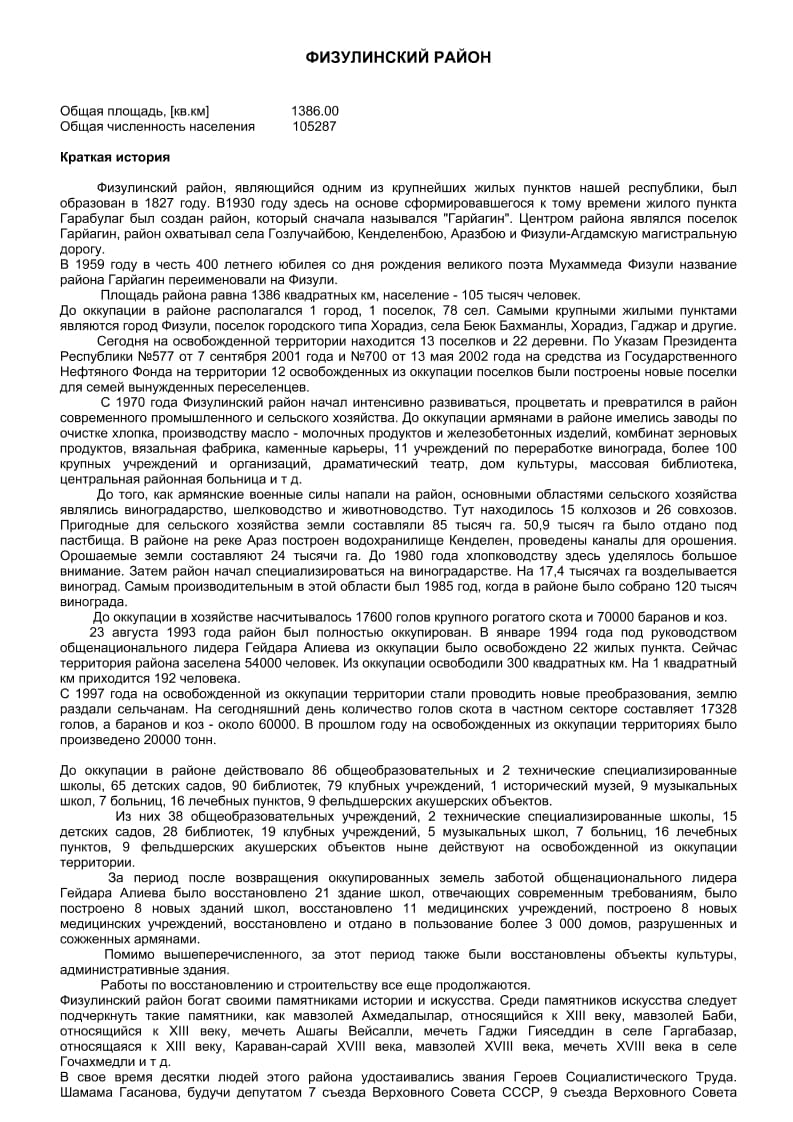 ФИЗУЛИНСКИЙ РАЙОН
Общая площадь, [кв.км] 1386.00
Общая численность населения 105287
Краткая история
Физулинский район, являющийся одним из крупнейших жилых пунктов нашей республики, был
образован в 1827 году. В1930 году здесь на основе сформировавшегося к тому времени жилого пункта
Гарабулаг был создан район, который сначала назывался "Гарйагин". Центром района являлся поселок
Гарйагин, район охватывал села Гозлучайбою, Кенделенбою, Аразбою и Физули-Агдамскую магистральную
дорогу.
В 1959 году в честь 400 летнего юбилея со дня рождения великого поэта Мухаммеда Физули название
района Гарйагин переименовали на Физули.
Площадь района равна 1386 квадратных км, население - 105 тысяч человек.
До оккупации в районе располагался 1 город, 1 поселок, 78 сел. Самыми крупными жилыми пунктами
являются город Физули, поселок городского типа Хорадиз, села Беюк Бахманлы, Хорадиз, Гаджар и другие.
Сегодня на освобожденной территории находится 13 поселков и 22 деревни. По Указам Президента
Республики №577 от 7 сентября 2001 года и №700 от 13 мая 2002 года на средства из Государственного
Нефтяного Фонда на территории 12 освобожденных из оккупации поселков были построены новые поселки
для семей вынужденных переселенцев.
С 1970 года Физулинский район начал интенсивно развиваться, процветать и превратился в район
современного промышленного и сельского хозяйства. До оккупации армянами в районе имелись заводы по
очистке хлопка, производству масло - молочных продуктов и железобетонных изделий, комбинат зерновых
продуктов, вязальная фабрика, каменные карьеры, 11 учреждений по переработке винограда, более 100
крупных учреждений и организаций, драматический театр, дом культуры, массовая библиотека,
центральная районная больница и т д.
До того, как армянские военные силы напали на район, основными областями сельского хозяйства
являлись виноградарство, шелководство и животноводство. Тут находилось 15 колхозов и 26 совхозов.
Пригодные для сельского хозяйства земли составляли 85 тысяч га. 50,9 тысяч га было отдано под
пастбища. В районе на реке Араз построен водохранилище Кенделен, проведены каналы для орошения.
Орошаемые земли составляют 24 тысячи га. До 1980 года хлопководству здесь уделялось большое
внимание. Затем район начал специализироваться на виноградарстве. На 17,4 тысячах га возделывается
виноград. Самым производительным в этой области был 1985 год, когда в районе было собрано 120 тысяч
винограда.
До оккупации в хозяйстве насчитывалось 17600 голов крупного рогатого скота и 70000 баранов и коз.
23 августа 1993 года район был полностью оккупирован. В январе 1994 года под руководством
общенационального лидера Гейдара Алиева из оккупации было освобождено 22 жилых пункта. Сейчас
территория района заселена 54000 человек. Из оккупации освободили 300 квадратных км. На 1 квадратный
км приходится 192 человека.
С 1997 года на освобожденной из оккупации территории стали проводить новые преобразования, землю
раздали сельчанам. На сегодняшний день количество голов скота в частном секторе составляет 17328
голов, а баранов и коз - около 60000. В прошлом году на освобожденных из оккупации территориях было
произведено 20000 тонн.
До оккупации в районе действовало 86 общеобразовательных и 2 технические специализированные
школы, 65 детских садов, 90 библиотек, 79 клубных учреждений, 1 исторический музей, 9 музыкальных
школ, 7 больниц, 16 лечебных пунктов, 9 фельдшерских акушерских объектов.
Из них 38 общеобразовательных учреждений, 2 технические специализированные школы, 15
детских садов, 28 библиотек, 19 клубных учреждений, 5 музыкальных школ, 7 больниц, 16 лечебных
пунктов, 9 фельдшерских акушерских объектов ныне действуют на освобожденной из оккупации
территории.
За период после возвращения оккупированных земель заботой общенационального лидера
Гейдара Алиева было восстановлено 21 здание школ, отвечающих современным требованиям, было
построено 8 новых зданий школ, восстановлено 11 медицинских учреждений, построено 8 новых
медицинских учреждений, восстановлено и отдано в пользование более 3 000 домов, разрушенных и
сожженных армянами.
Помимо вышеперечисленного, за этот период также были восстановлены объекты культуры,
административные здания.
Работы по восстановлению и строительству все еще продолжаются.
Физулинский район богат своими памятниками истории и искусства. Среди памятников искусства следует
подчеркнуть такие памятники, как мавзолей Ахмедалылар, относящийся к XIII веку, мавзолей Баби,
относящийся к XIII веку, мечеть Ашагы Вейсалли, мечеть Гаджи Гияседдин в селе Гаргабазар,
относящаяся к XIII веку, Караван-сарай XVIII века, мавзолей XVIII века, мечеть XVIII века в селе
Гочахмедли и т д.
В свое время десятки людей этого района удостаивались звания Героев Социалистического Труда.
Шамама Гасанова, будучи депутатом 7 съезда Верховного Совета СССР, 9 съезда Верховного Совета